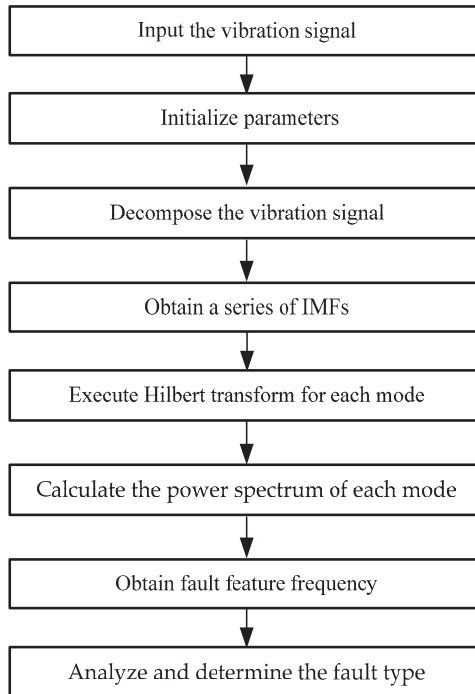 Input the vibration signal
Initialize parameters
Decompose the vibration signal
Obtain a series of IMFs
Execute Hilbert transform for each mode
Calculate the power spectrum of each mode
Obtain fault feature frequency
Analyze and determine the fault type